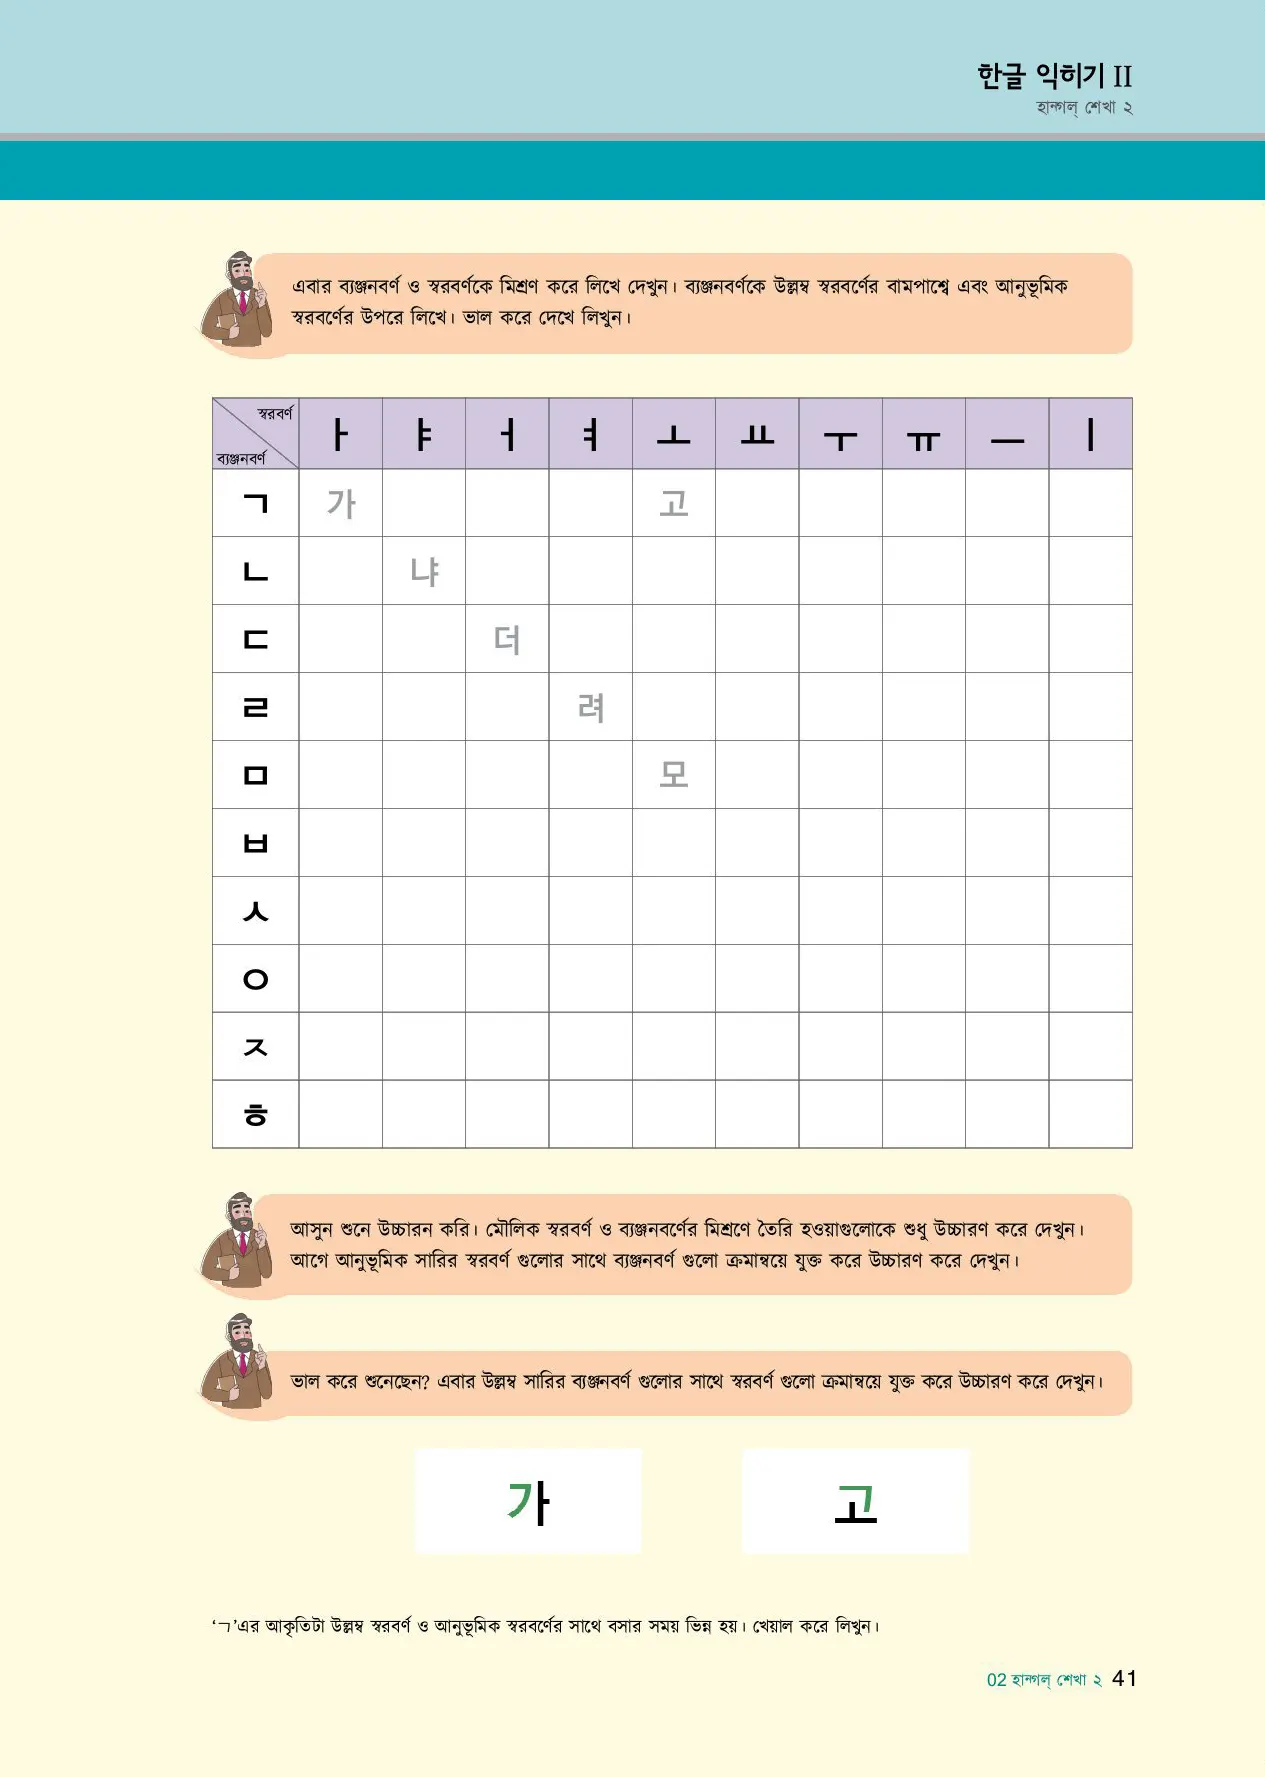 한글 익히기 II
হান্গল্ শেখা ২
এবার ব্যঞ্জনবর্ণ ও স্বরবর্ণকে মিশ্রণ করে লিখে দেখুন। ব্যঞ্জনবর্ণকে উল্লম্ব স্বরবর্ণের বামপাশ্বে এবং আনুভূমিক
স্বরবর্ণের উপরে লিখে। ভাল করে দেখে লিখুন।
স্বরবর্ণ
ব্যঞ্জনবর্ণ
ㅏ ㅑ ㅓ ㅕ ㅗ ㅛ ㅜ ㅠ ㅡ ㅣ
ㄱ 가 고
ㄴ 냐
ㄷ 더
ㄹ 려
ㅁ 모
ㅂ
ㅅ
ㅇ
ㅈ
ㅎ
আসুন শুনে উচ্চারন করি। মৌলিক স্বরবর্ণ ও ব্যঞ্জনবর্ণের মিশ্রণে তৈরি হওয়াগুলোকে শুধু উচ্চারণ করে দেখুন।
আগে আনুভূমিক সারির স্বরবর্ণ গুলোর সাথে ব্যঞ্জনবর্ণ গুলো ক্রমান্বয়ে যুক্ত করে উচ্চারণ করে দেখুন।
ভাল করে শুনেছেন? এবার উল্লম্ব সারির ব্যঞ্জনবর্ণ গুলোর সাথে স্বরবর্ণ গুলো ক্রমান্বয়ে যুক্ত করে উচ্চারণ করে দেখুন।
가 고
‘ㄱ’এর আকৃতিটা উল্লম্ব স্বরবর্ণ ও আনুভূমিক স্বরবর্ণের সাথে বসার সময় ভিন্ন হয়। খেয়াল করে লিখুন।
02 হান্গল্ শেখা ২ 41